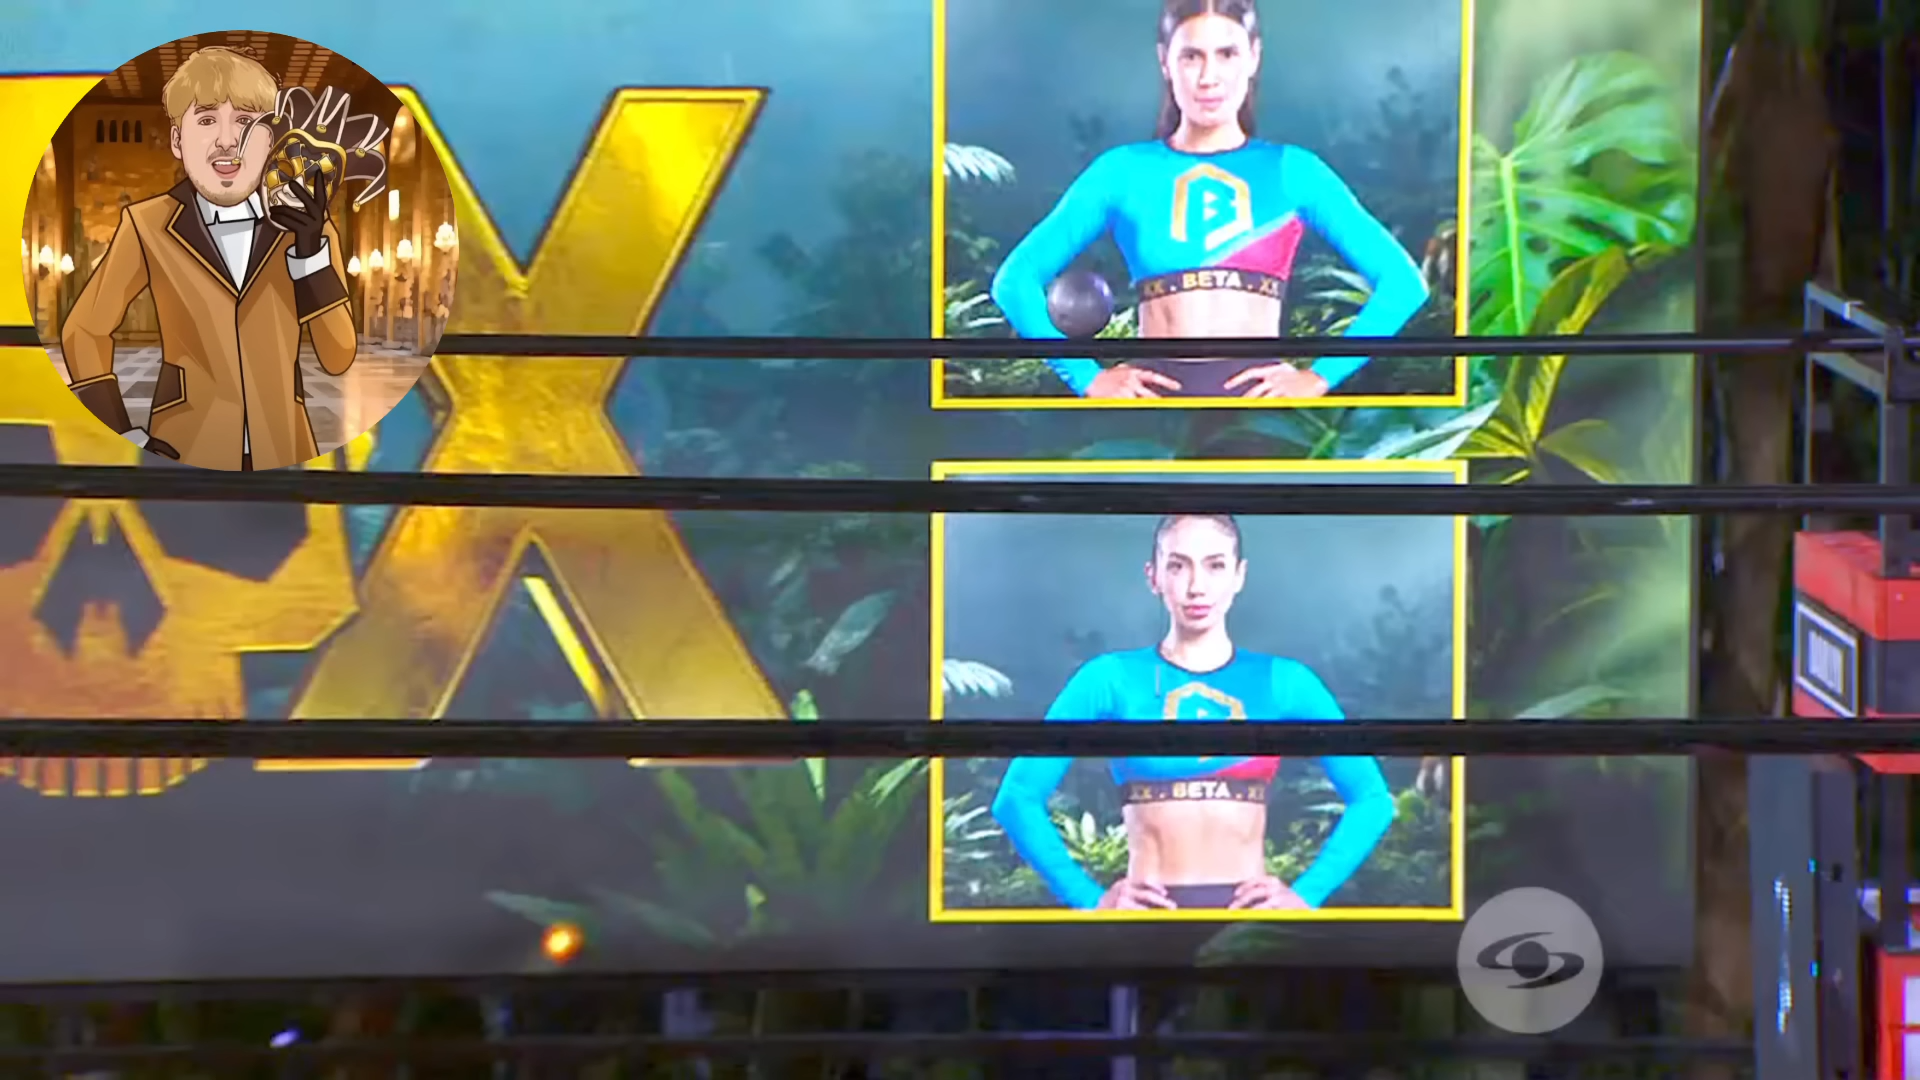 X
B
XX . BETA . XX
B
XX . BETA . XX